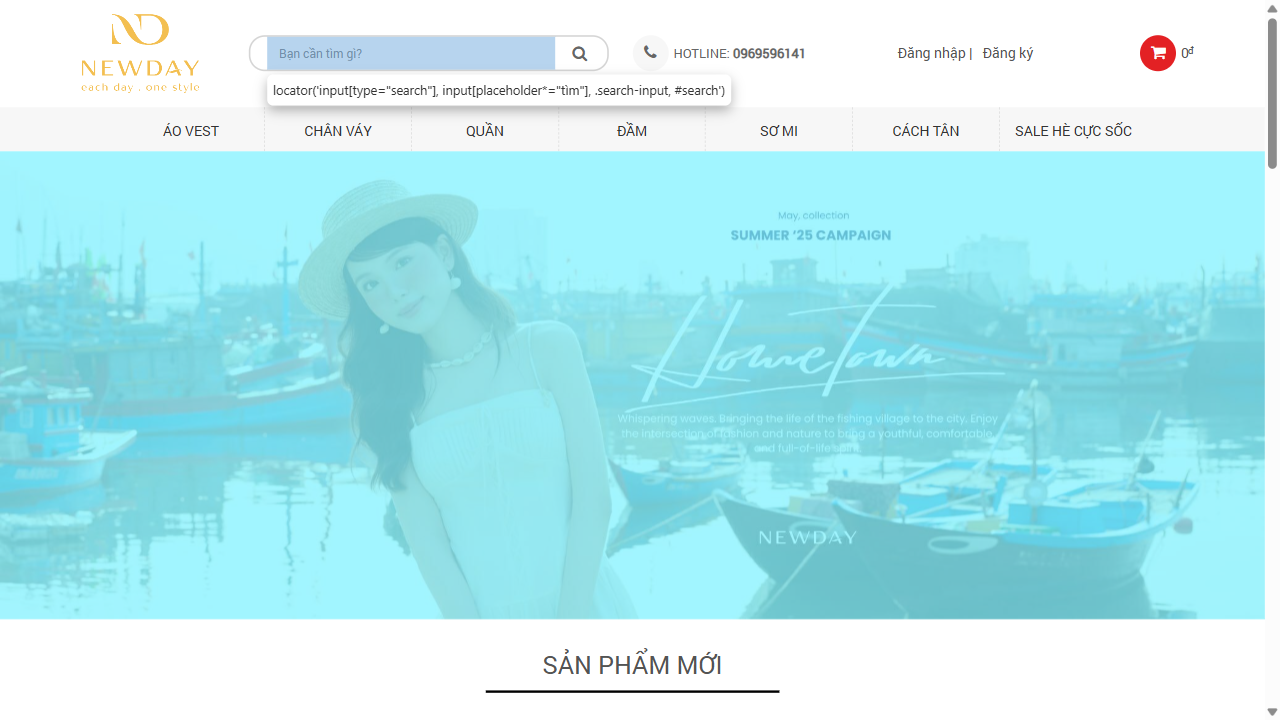 NEWDAY
each day . one style
Bạn cần tìm gì?
HOTLINE: 0969596141
Đăng nhập | Đăng ký
0đ
locator('input[type="search"], input[placeholder*="tìm"], .search-input, #search')
ÁO VEST
CHÂN VÁY
QUẦN
ĐẦM
SƠ MI
CÁCH TÂN
SALE HÈ CỰC SỐC
May, collection
SUMMER '25 CAMPAIGN
HomeTown
Whispering waves. Bringing the life of the fishing village to the city. Enjoy
the intersection of fashion and nature to bring a youthful, comfortable,
and full-of-life spirit.
NEWDAY
SẢN PHẨM MỚI